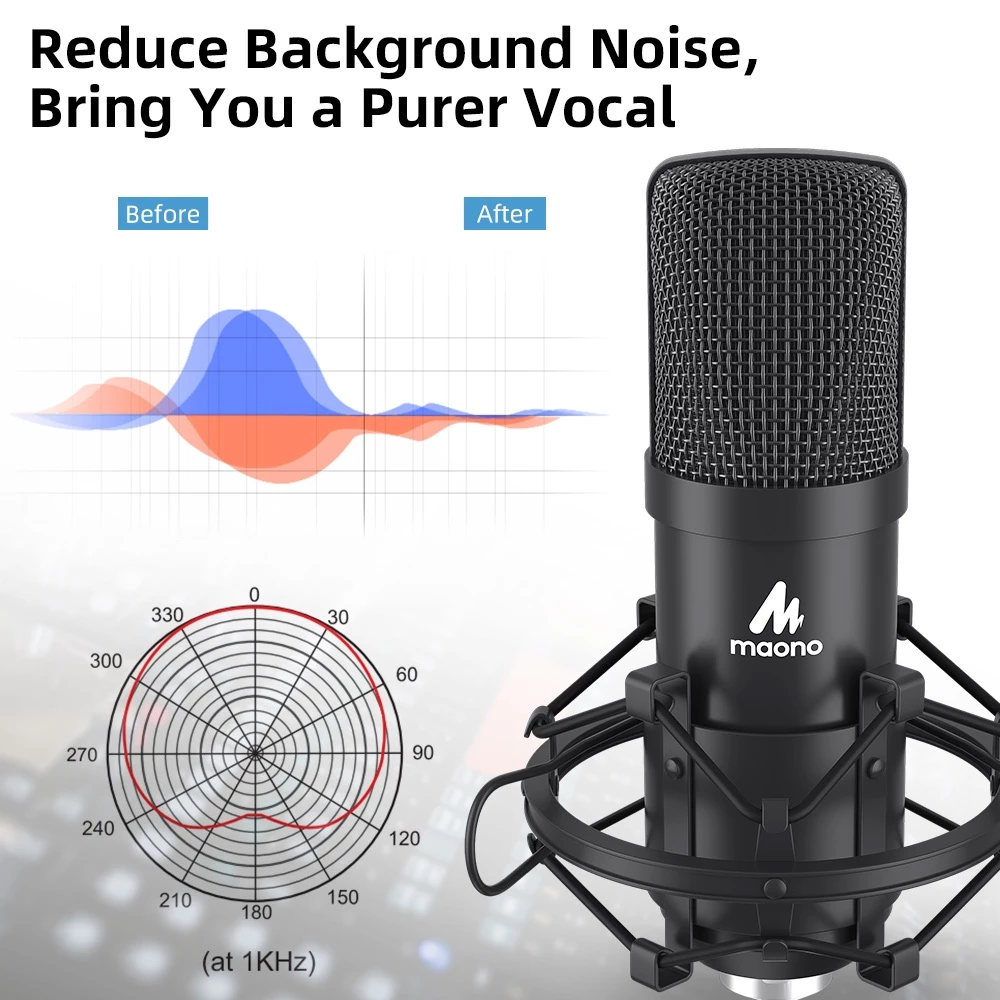 Reduce Background Noise,
Bring You a Purer Vocal
Before
After
maono
0
330
30
300
60
270
90
240
120
210
150
180
(at 1KHz)